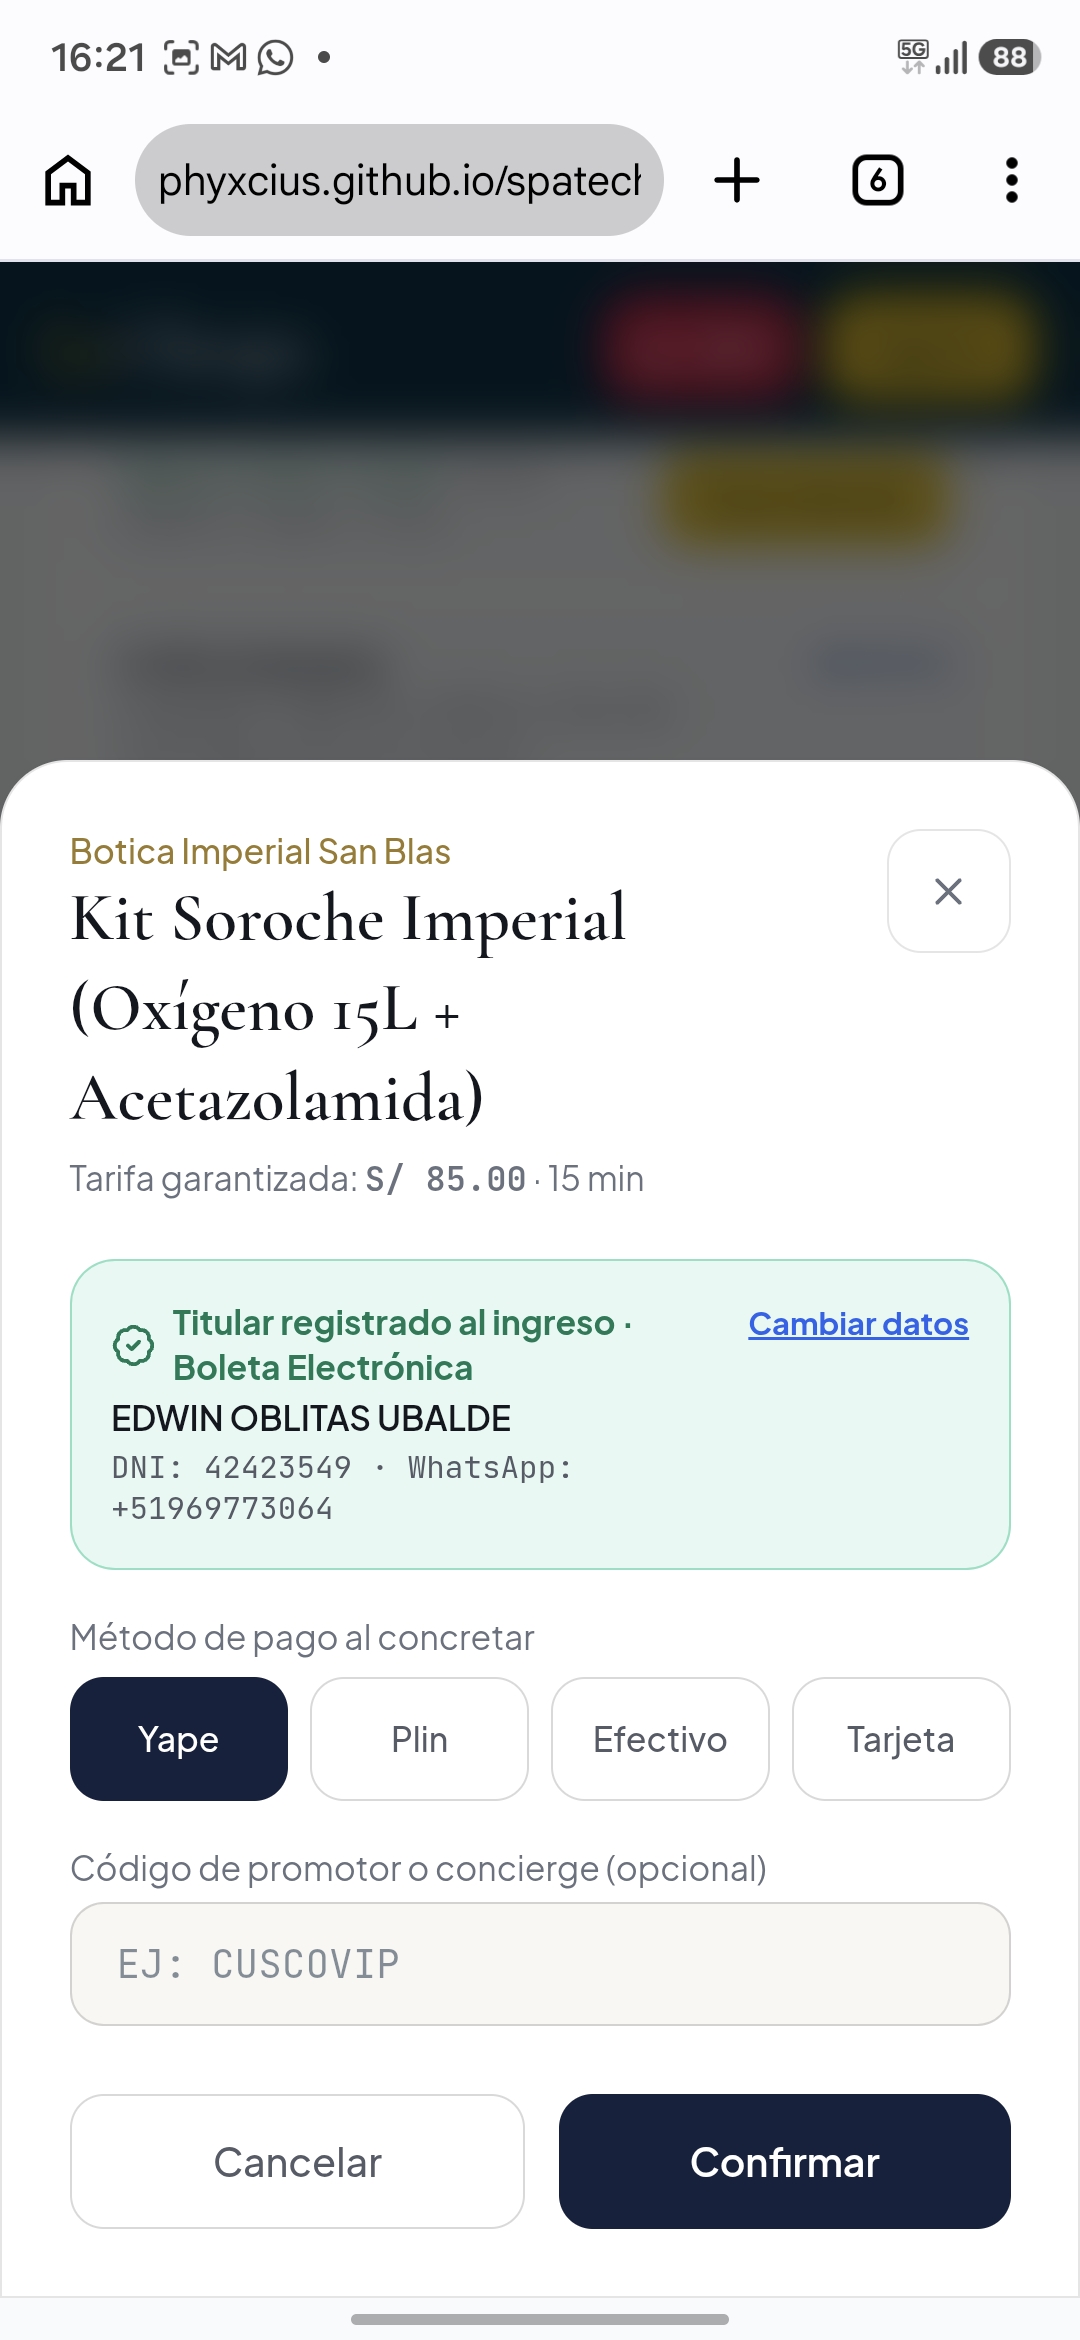 16:21
5G
88
phyxcius.github.io/spatech
6
Botica Imperial San Blas
Kit Soroche Imperial
(Oxígeno 15L +
Acetazolamida)
Tarifa garantizada: S/ 85.00 · 15 min
Titular registrado al ingreso ·
Boleta Electrónica
Cambiar datos
EDWIN OBLITAS UBALDE
DNI: 42423549 · WhatsApp:
+51969773064
Método de pago al concretar
Yape
Plin
Efectivo
Tarjeta
Código de promotor o concierge (opcional)
EJ: CUSCOVIP
Cancelar
Confirmar